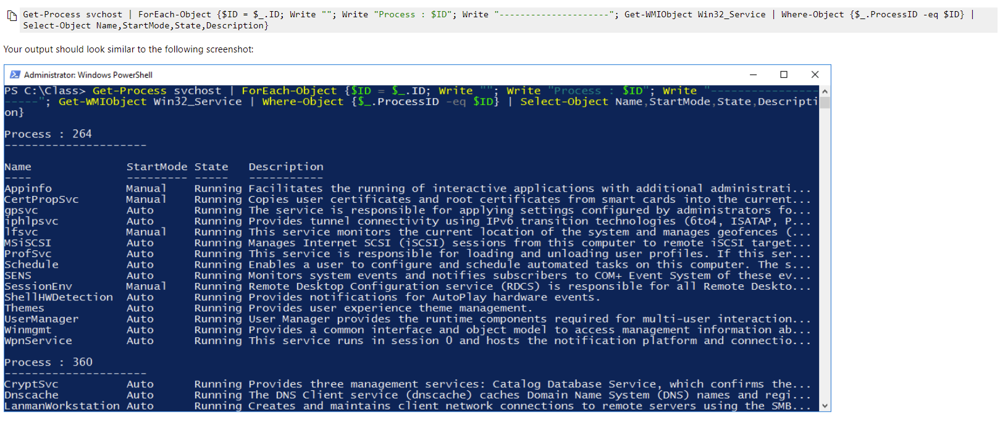 Get-Process svchost | ForEach-Object {$ID = $_.ID; Write ""; Write "Process : $ID"; Write "---------------------"; Get-WMIObject Win32_Service | Where-Object {$_.ProcessID -eq $ID} |
Select-Object Name,StartMode,State,Description}
Your output should look similar to the following screenshot:
Administrator: Windows PowerShell
PS C:\Class> Get-Process svchost | ForEach-Object {$ID = $_.ID; Write ""; Write "Process : $ID"; Write "----------------
-----"; Get-WMIObject Win32_Service | Where-Object {$_.ProcessID -eq $ID} | Select-Object Name,StartMode,State,Descripti
on}
Process : 264
---------------------
Name StartMode State Description
---- --------- ----- -----------
Appinfo Manual Running Facilitates the running of interactive applications with additional administrati...
CertPropSvc Manual Running Copies user certificates and root certificates from smart cards into the current...
gpsvc Auto Running The service is responsible for applying settings configured by administrators fo...
iphlpsvc Auto Running Provides tunnel connectivity using IPv6 transition technologies (6to4, ISATAP, P...
lfsvc Manual Running This service monitors the current location of the system and manages geofences (...
MSiSCSI Auto Running Manages Internet SCSI (iSCSI) sessions from this computer to remote iSCSI target...
ProfSvc Auto Running This service is responsible for loading and unloading user profiles. If this ser...
Schedule Auto Running Enables a user to configure and schedule automated tasks on this computer. The s...
SENS Auto Running Monitors system events and notifies subscribers to COM+ Event System of these ev...
SessionEnv Manual Running Remote Desktop Configuration service (RDCS) is responsible for all Remote Deskto...
ShellHWDetection Auto Running Provides notifications for AutoPlay hardware events.
Themes Auto Running Provides user experience theme management.
UserManager Auto Running User Manager provides the runtime components required for multi-user interaction...
Winmgmt Auto Running Provides a common interface and object model to access management information ab...
WpnService Auto Running This service runs in session 0 and hosts the notification platform and connectio...
Process : 360
---------------------
CryptSvc Auto Running Provides three management services: Catalog Database Service, which confirms the...
Dnscache Auto Running The DNS Client service (dnscache) caches Domain Name System (DNS) names and regi...
LanmanWorkstation Auto Running Creates and maintains client network connections to remote servers using the SMB...